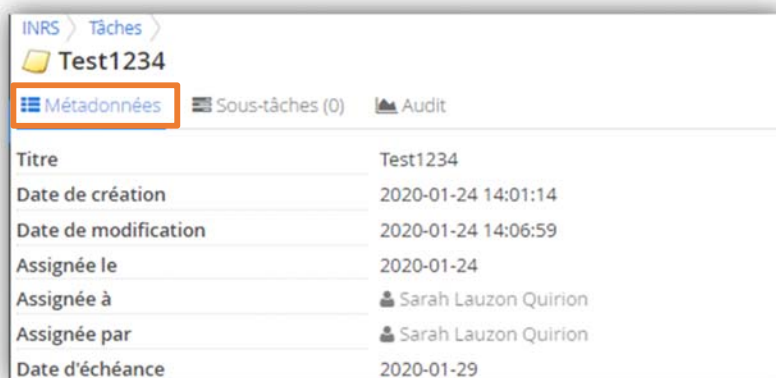 INRS 〉 Tâches 〉
Test1234
Métadonnées Sous-tâches (0) Audit
Titre Test1234
Date de création 2020-01-24 14:01:14
Date de modification 2020-01-24 14:06:59
Assignée le 2020-01-24
Assignée à Sarah Lauzon Quirion
Assignée par Sarah Lauzon Quirion
Date d'échéance 2020-01-29